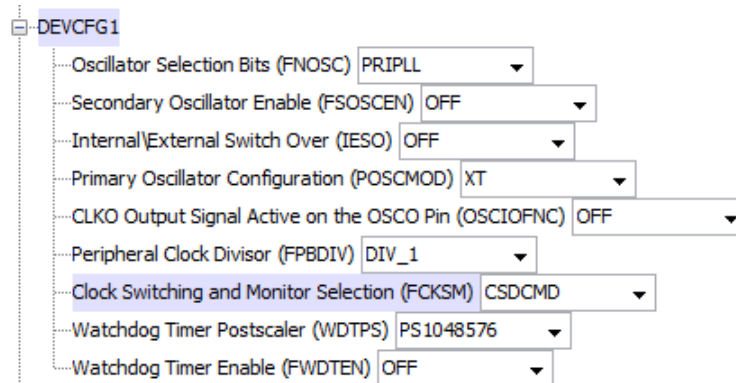 DEVCFG1
Oscillator Selection Bits (FNOSC) PRIPLL
Secondary Oscillator Enable (FSOSCEN) OFF
Internal\External Switch Over (IESO) OFF
Primary Oscillator Configuration (POSCMOD) XT
CLKO Output Signal Active on the OSCO Pin (OSCIOFNC) OFF
Peripheral Clock Divisor (FPBDIV) DIV_1
Clock Switching and Monitor Selection (FCKSM) CSDCMD
Watchdog Timer Postscaler (WDTPS) PS1048576
Watchdog Timer Enable (FWDTEN) OFF